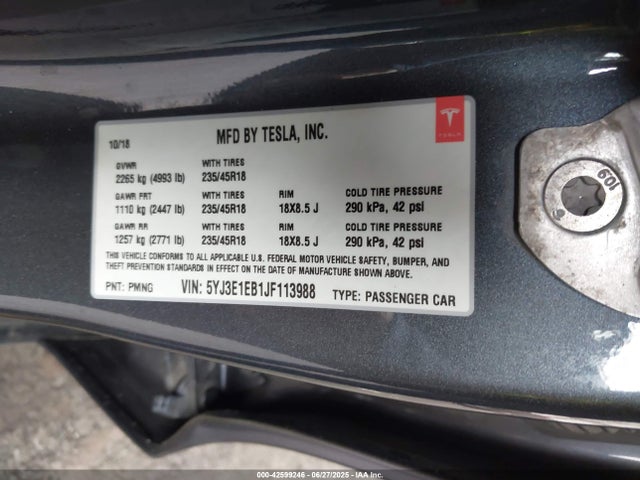 10/18 MFD BY TESLA, INC. TESLA
GVWR WITH TIRES
2265 kg (4993 lb) 235/45R18
GAWR FRT WITH TIRES RIM COLD TIRE PRESSURE
1110 kg (2447 lb) 235/45R18 18X8.5 J 290 kPa, 42 psi
GAWR RR WITH TIRES RIM COLD TIRE PRESSURE
1257 kg (2771 lb) 235/45R18 18X8.5 J 290 kPa, 42 psi
THIS VEHICLE CONFORMS TO ALL APPLICABLE U.S. FEDERAL MOTOR VEHICLE SAFETY, BUMPER, AND
THEFT PREVENTION STANDARDS IN EFFECT ON THE DATE OF MANUFACTURE SHOWN ABOVE.
PNT: PMNG VIN: 5YJ3E1EB1JF113988 TYPE: PASSENGER CAR
10.9
000-42599246 - 06/27/2025 - IAAI, Inc.